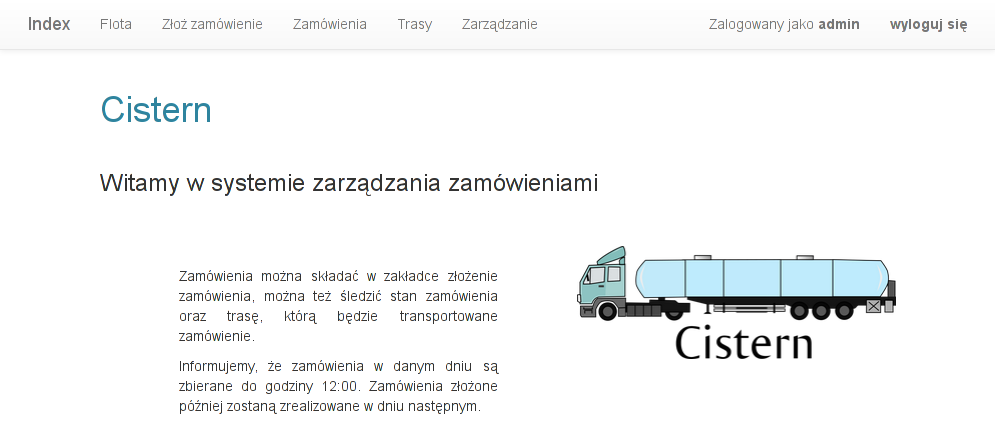 Index Flota Złoż zamówienie Zamówienia Trasy Zarządzanie Zalogowany jako admin wyloguj się
Cistern
Witamy w systemie zarządzania zamówieniami
Zamówienia można składać w zakładce złożenie
zamówienia, można też śledzić stan zamówienia
oraz trasę, którą będzie transportowane
zamówienie.
Informujemy, że zamówienia w danym dniu są
zbierane do godziny 12:00. Zamówienia złożone
później zostaną zrealizowane w dniu następnym.
Cistern